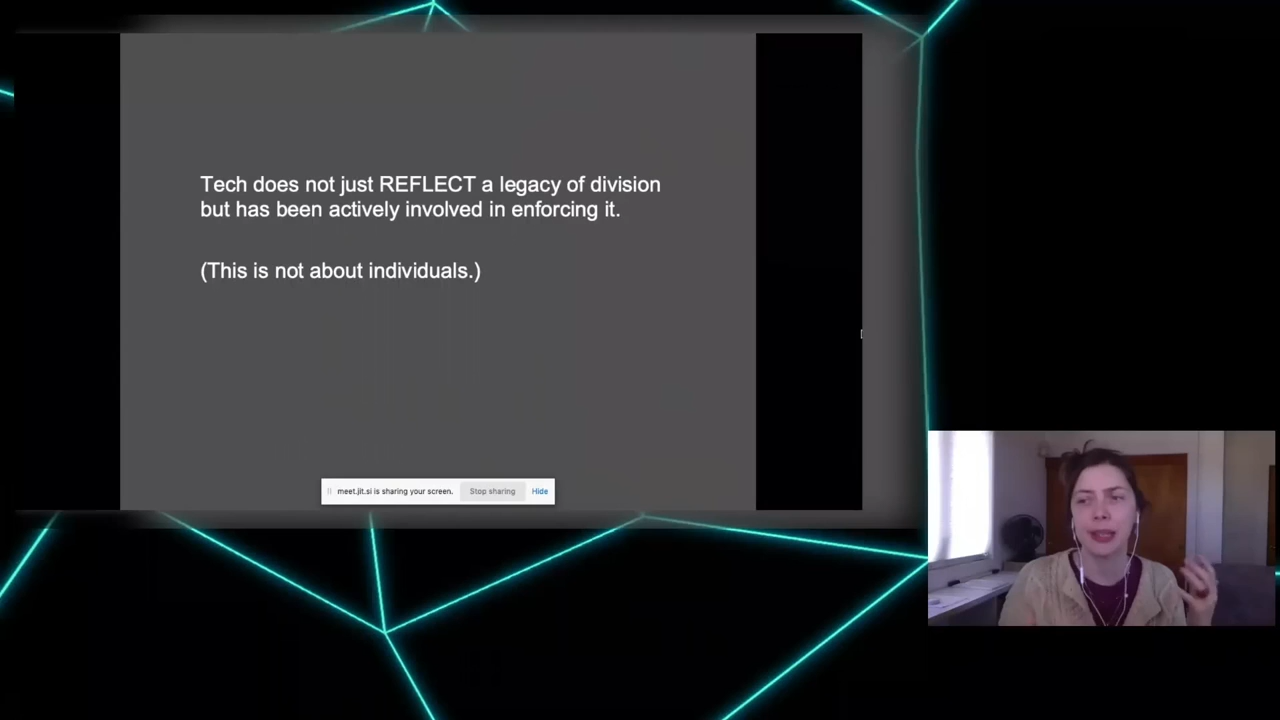 Tech does not just REFLECT a legacy of division
but has been actively involved in enforcing it.
(This is not about individuals.)
meet.jit.si is sharing your screen. Stop sharing Hide